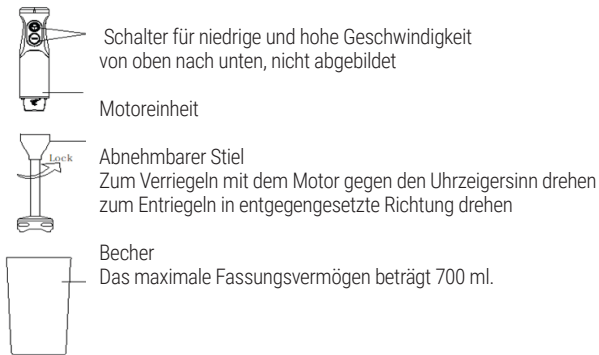 Schalter für niedrige und hohe Geschwindigkeit
von oben nach unten, nicht abgebildet
Motoreinheit
Abnehmbarer Stiel
Lock
Zum Verriegeln mit dem Motor gegen den Uhrzeigersinn drehen
zum Entriegeln in entgegengesetzte Richtung drehen
Becher
Das maximale Fassungsvermögen beträgt 700 ml.